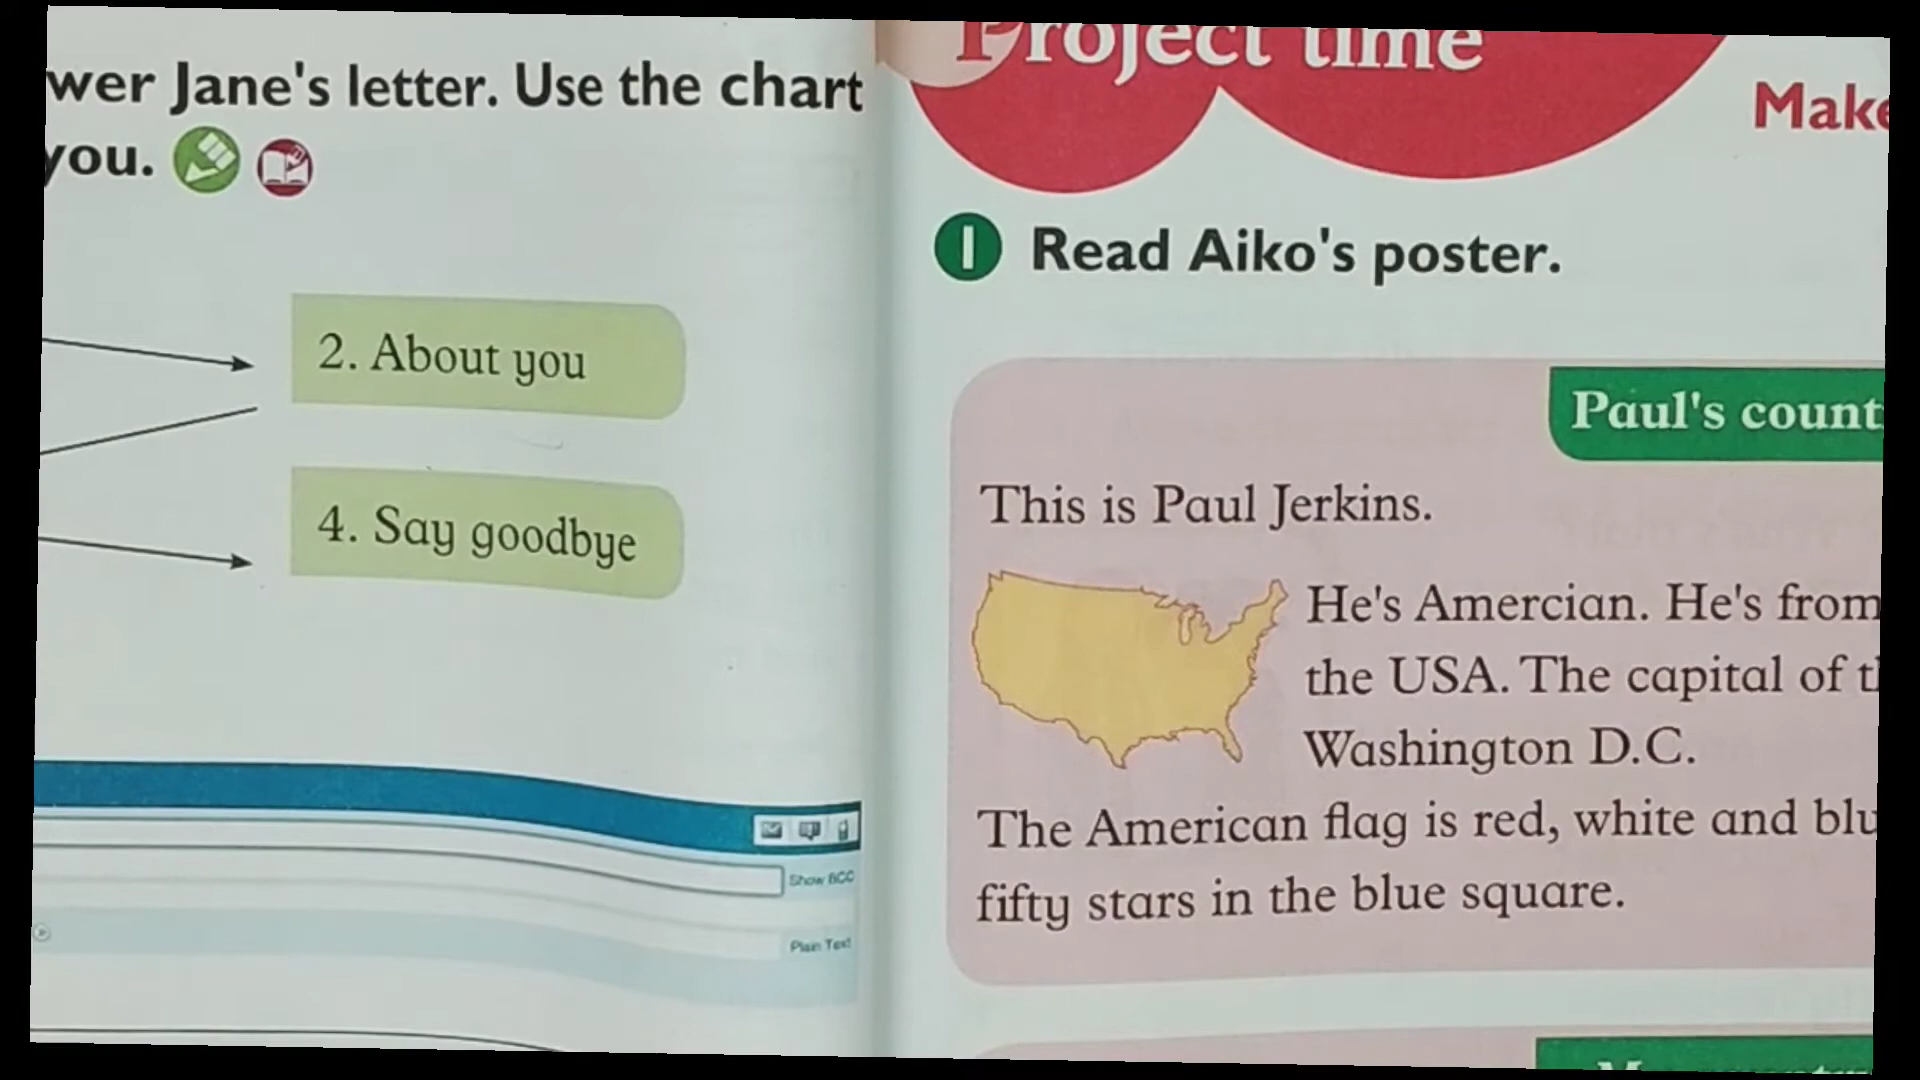 wer Jane's letter. Use the chart
you.
2. About you
4. Say goodbye
Show BCC
Plain Text
Project time
Make
1 Read Aiko's poster.
Paul's count
This is Paul Jerkins.
He's Amercian. He's from
the USA. The capital of th
Washington D.C.
The American flag is red, white and blu
fifty stars in the blue square.